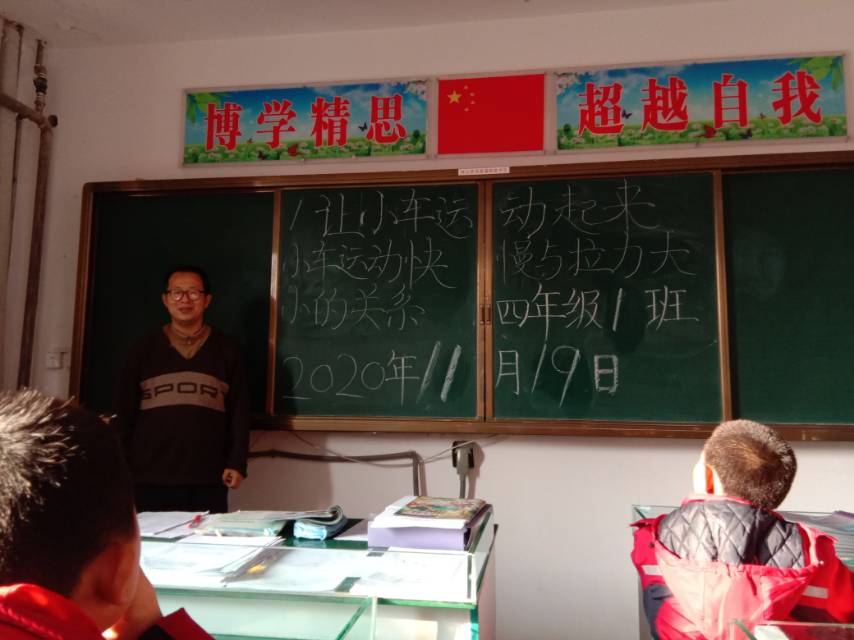 博学精思 超越自我
1 让小车运动起来
小车运动快慢与拉力大
小的关系 四年级1班
2020年11月19日
SPORT